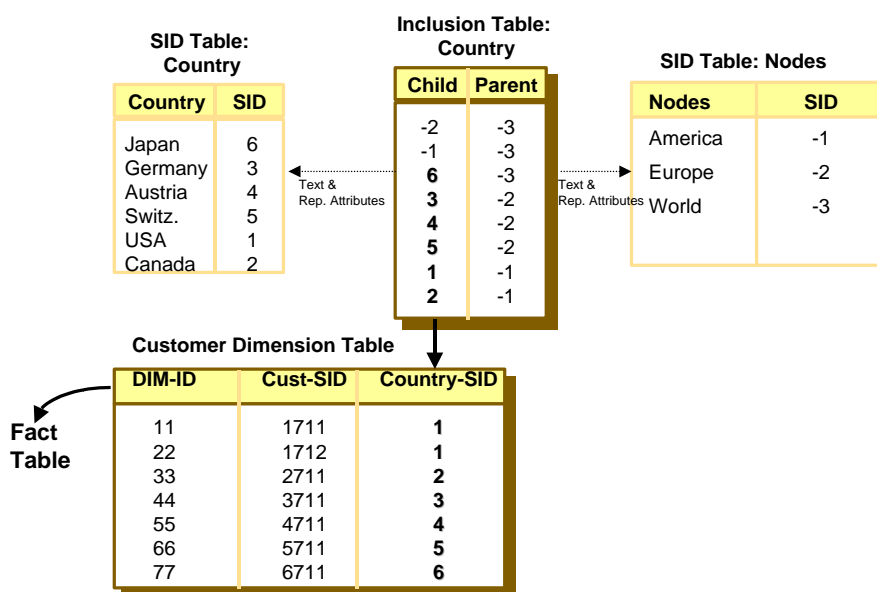 SID Table:
Country
Country SID
Japan 6
Germany 3
Austria 4
Switz. 5
USA 1
Canada 2
Inclusion Table:
Country
Child Parent
-2 -3
-1 -3
6 -3
3 -2
4 -2
5 -2
1 -1
2 -1
Text &
Rep. Attributes
Text &
Rep. Attributes
SID Table: Nodes
Nodes SID
America -1
Europe -2
World -3
Customer Dimension Table
DIM-ID Cust-SID Country-SID
11 1711 1
22 1712 1
33 2711 2
44 3711 3
55 4711 4
66 5711 5
77 6711 6
Fact
Table